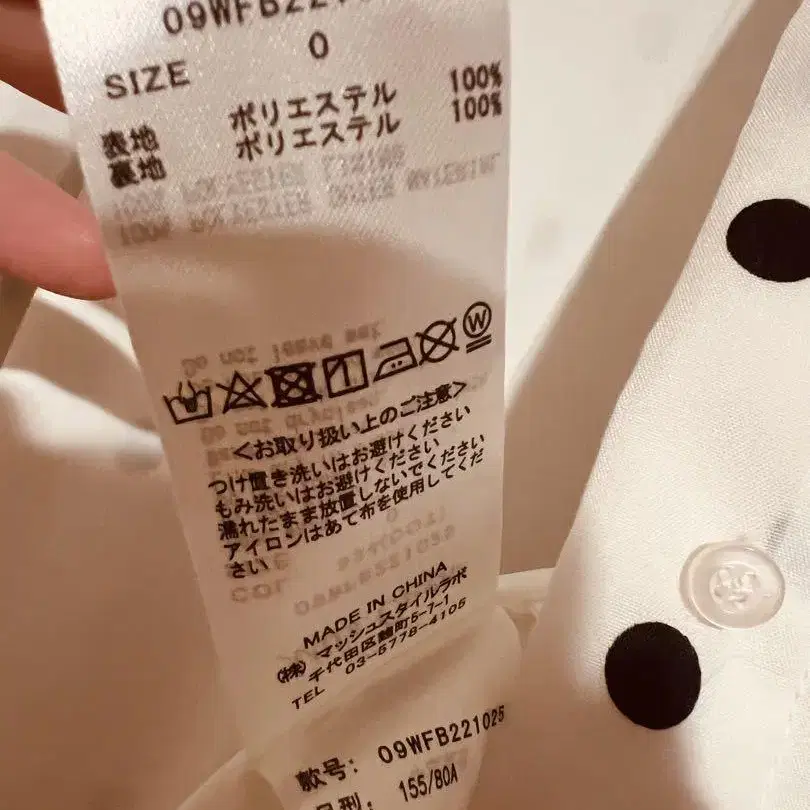 09WFB221
SIZE 0
表地 ポリエステル 100%
裏地 ポリエステル 100%
W
<お取り扱い上のご注意>
つけ置き洗いはお避けください
もみ洗いはお避けください
濡れたまま放置しないでください
アイロンはあて布を使用してくだ
さい
MADE IN CHINA
(株)マッシュスタイルラボ
千代田区麹町5-7-1
TEL 03-5778-4105
款号: 09WFB221025
号型: 155/80A